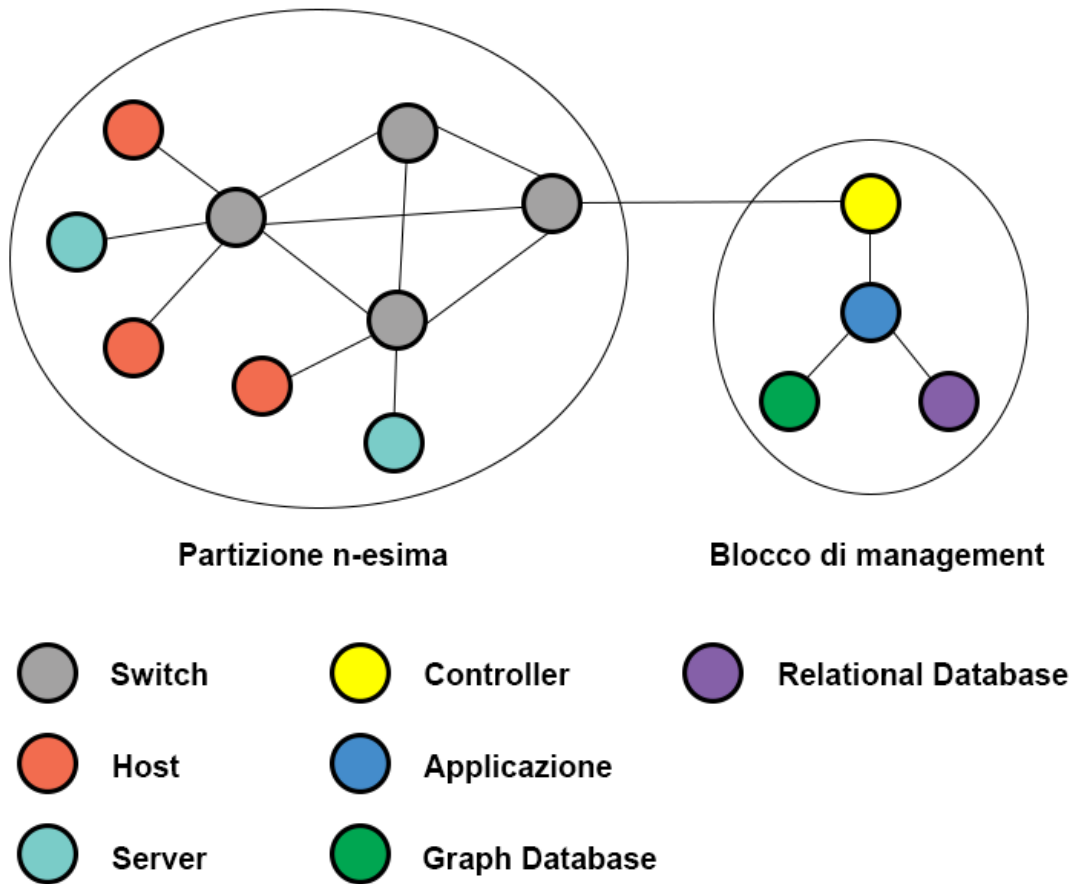 Partizione n-esima
Blocco di management
Switch
Controller
Relational Database
Host
Applicazione
Server
Graph Database